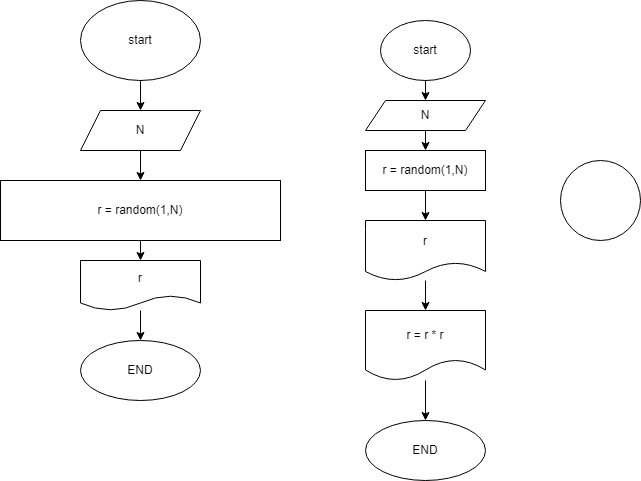 start
N
r = random(1,N)
r
END
start
N
r = random(1,N)
r
r = r * r
END